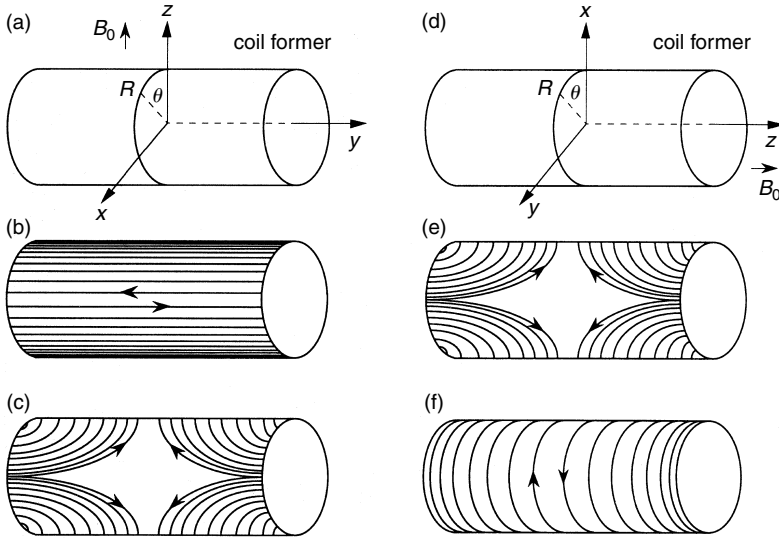 (a)
z
B0
coil former
R
θ
y
x
(b)
(c)
(d)
x
coil former
R
θ
z
B0
y
(e)
(f)